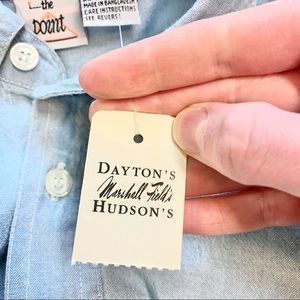 the
Point
MADE IN BANGLADESH
CARE INSTRUCTIONS
SEE REVERSE
DAYTON'S
Marshall Field's
HUDSON'S